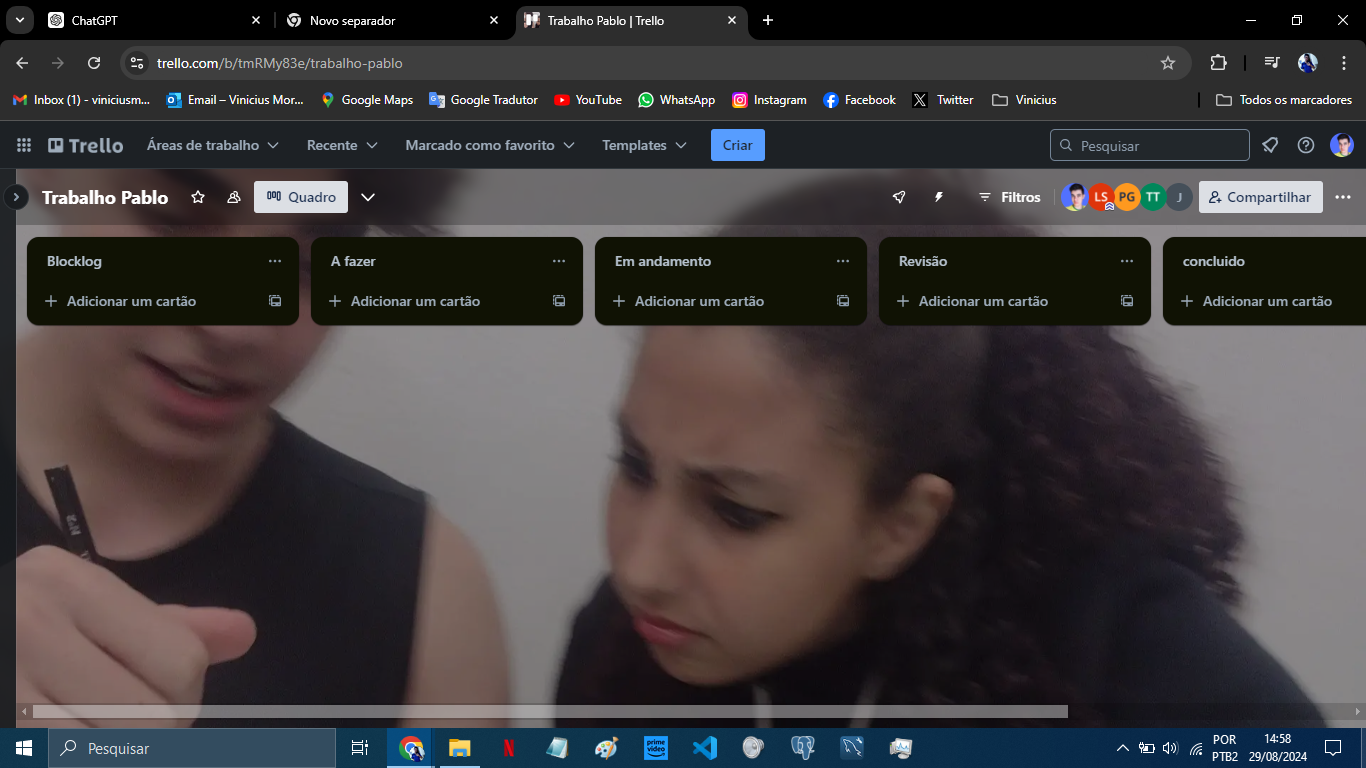 ChatGPT
Novo separador
Trabalho Pablo | Trello
trello.com/b/tmRMy83e/trabalho-pablo
Inbox (1) - viniciusm...
Email – Vinicius Mor...
Google Maps
Google Tradutor
YouTube
WhatsApp
Instagram
Facebook
Twitter
Vinicius
Todos os marcadores
Trello
Áreas de trabalho
Recente
Marcado como favorito
Templates
Criar
Pesquisar
Trabalho Pablo
Quadro
Filtros
LS
PG
TT
J
Compartilhar
Blocklog
A fazer
Em andamento
Revisão
concluido
Adicionar um cartão
Adicionar um cartão
Adicionar um cartão
Adicionar um cartão
Adicionar um cartão
Nº2
Pesquisar
prime
video
POR
PTB2
14:58
29/08/2024